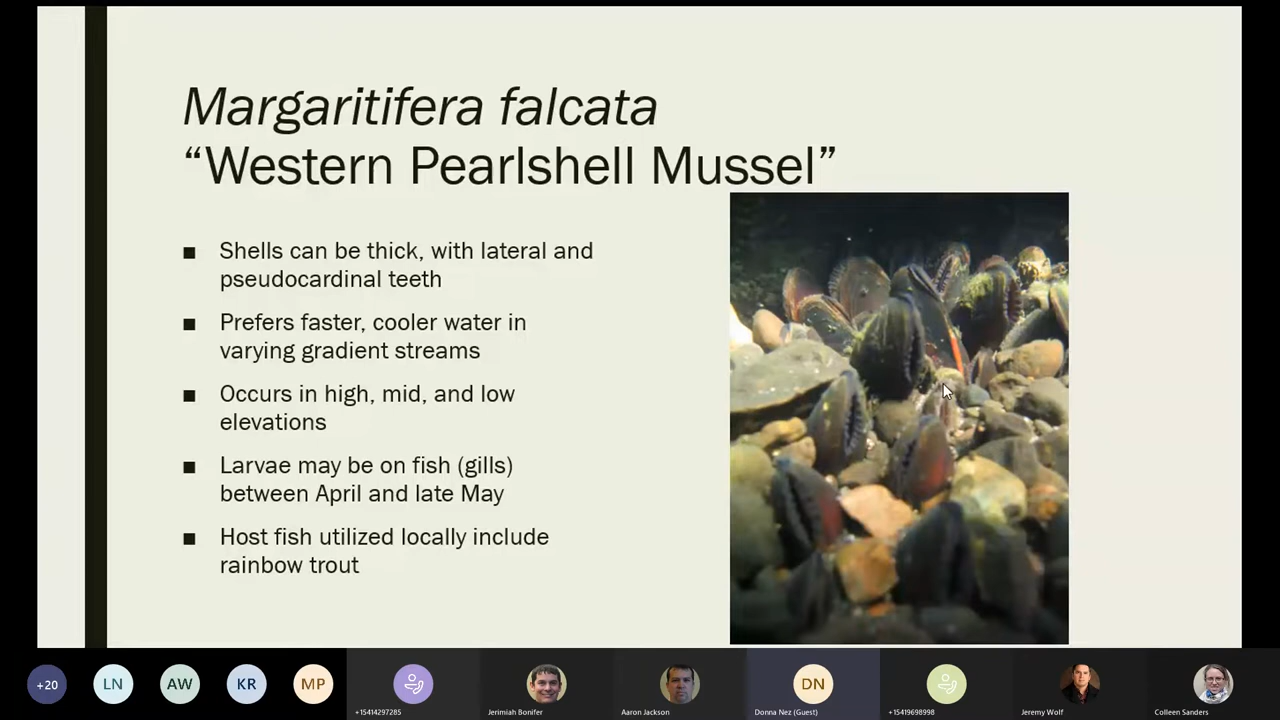 Margaritifera falcata
“Western Pearlshell Mussel”
■ Shells can be thick, with lateral and
pseudocardinal teeth
■ Prefers faster, cooler water in
varying gradient streams
■ Occurs in high, mid, and low
elevations
■ Larvae may be on fish (gills)
between April and late May
■ Host fish utilized locally include
rainbow trout
+20
LN
AW
KR
MP
DN
+15414297285
Jerimiah Bonifer
Aaron Jackson
Donna Nez (Guest)
+15419698998
Jeremy Wolf
Colleen Sanders